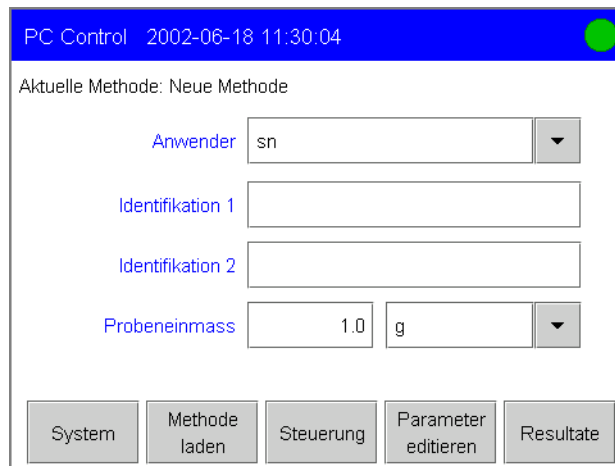 PC Control 2002-06-18 11:30:04
Aktuelle Methode: Neue Methode
Anwender sn
Identifikation 1
Identifikation 2
Probeneinmass 1.0 g
System
Methode
laden
Steuerung
Parameter
editieren
Resultate